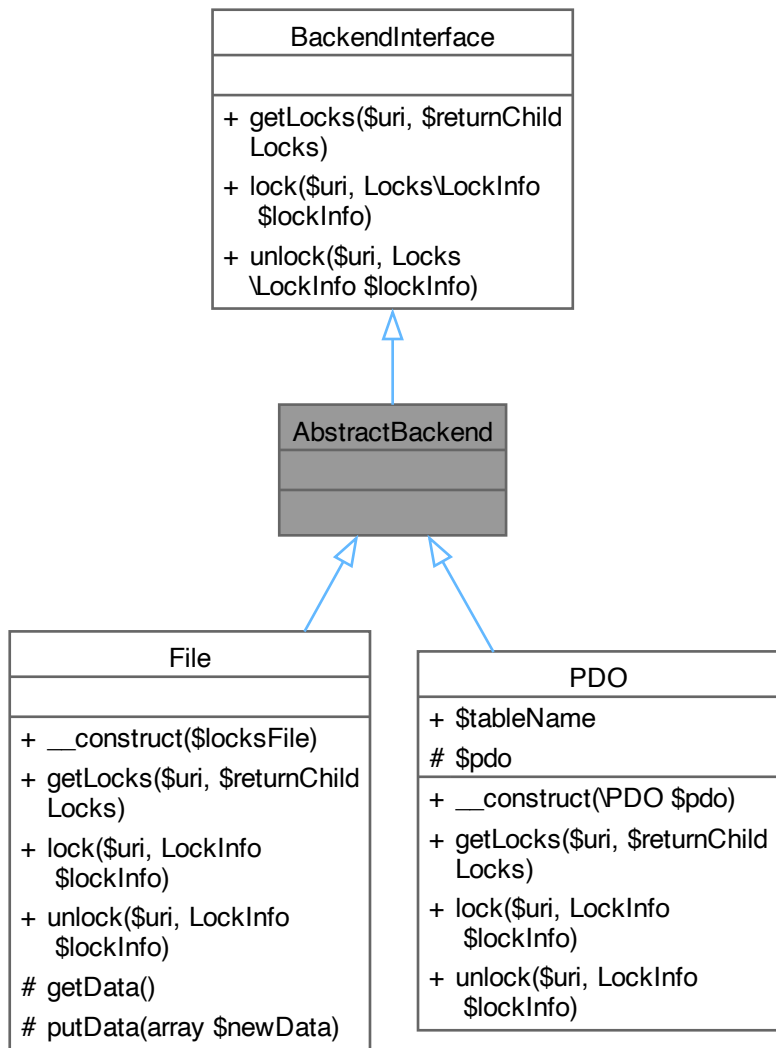 BackendInterface
+ getLocks($uri, $returnChild
Locks)
+ lock($uri, Locks\LockInfo
$lockInfo)
+ unlock($uri, Locks
\LockInfo $lockInfo)
AbstractBackend
File
+ __construct($locksFile)
+ getLocks($uri, $returnChild
Locks)
+ lock($uri, LockInfo
$lockInfo)
+ unlock($uri, LockInfo
$lockInfo)
# getData()
# putData(array $newData)
PDO
+ $tableName
# $pdo
+ __construct(\PDO $pdo)
+ getLocks($uri, $returnChild
Locks)
+ lock($uri, LockInfo
$lockInfo)
+ unlock($uri, LockInfo
$lockInfo)